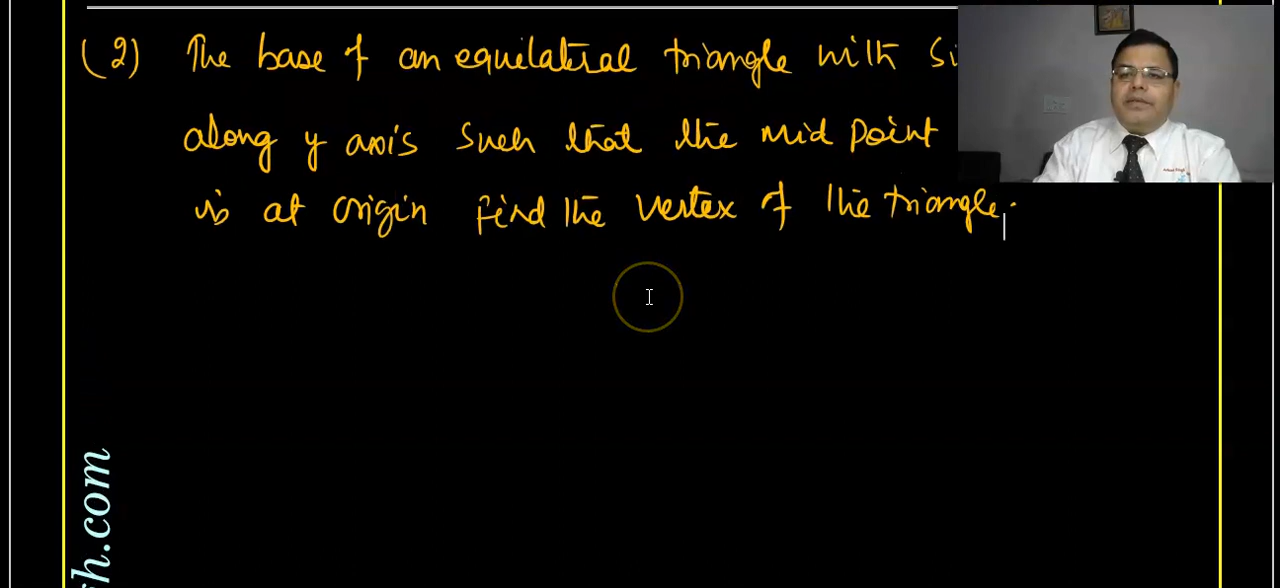 (2) The base of an equilateral triangle with
along y axis such that the mid point
is at origin find the vertex of the triangle.
sh.com